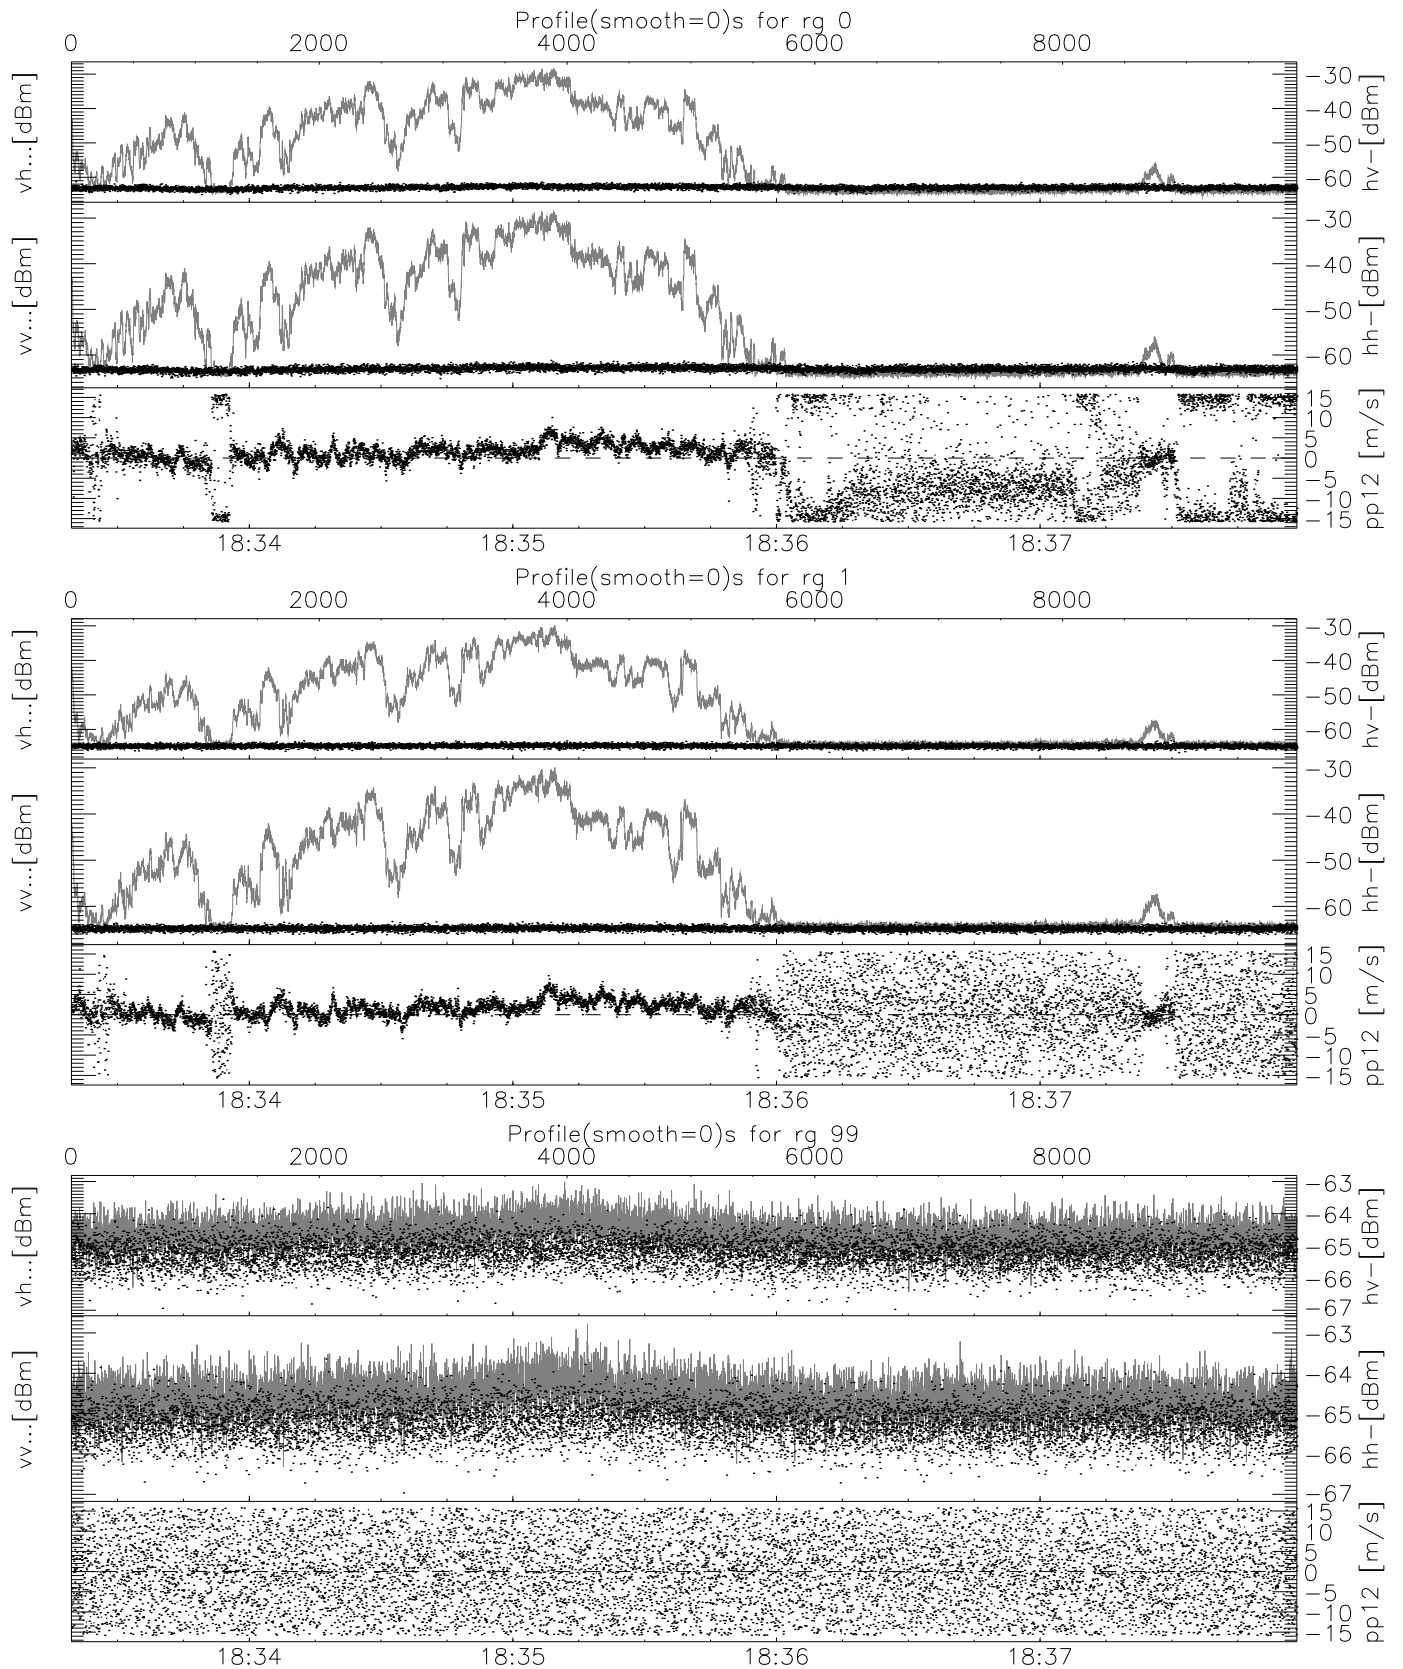 Profile(smooth=0)s for rg 0
0 2000 4000 6000 8000
vh...[dBm]
-30
-40
-50
-60
hv-[dBm]
vv...[dBm]
-30
-40
-50
-60
hh-[dBm]
15
10
5
0
-5
-10
-15
pp12 [m/s]
18:34 18:35 18:36 18:37
Profile(smooth=0)s for rg 1
0 2000 4000 6000 8000
vh...[dBm]
-30
-40
-50
-60
hv-[dBm]
vv...[dBm]
-30
-40
-50
-60
hh-[dBm]
15
10
5
0
-5
-10
-15
pp12 [m/s]
18:34 18:35 18:36 18:37
Profile(smooth=0)s for rg 99
0 2000 4000 6000 8000
vh...[dBm]
-63
-64
-65
-66
-67
hv-[dBm]
vv...[dBm]
-63
-64
-65
-66
-67
hh-[dBm]
15
10
5
0
-5
-10
-15
pp12 [m/s]
18:34 18:35 18:36 18:37